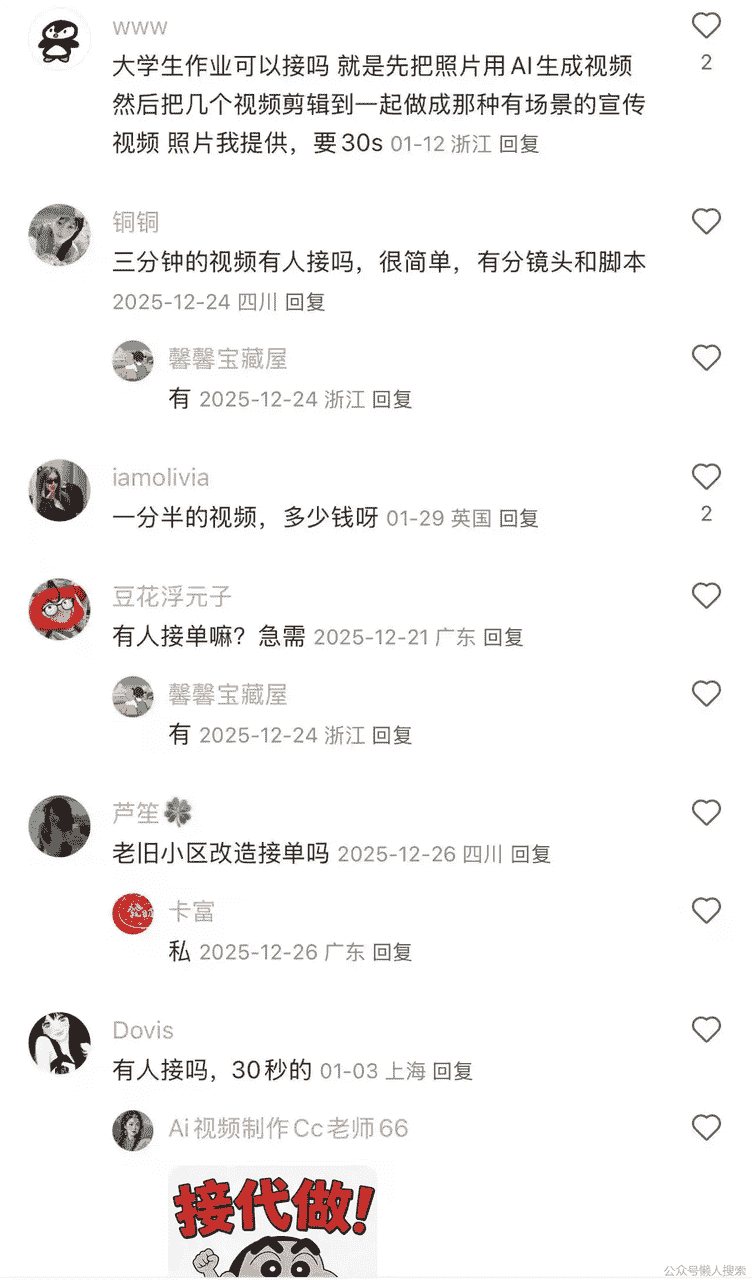 www
大学生作业可以接吗 就是先把照片用AI生成视频
2
然后把几个视频剪辑到一起做成那种有场景的宣传
视频 照片我提供，要30s 01-12 浙江 回复
铜铜
三分钟的视频有人接吗，很简单，有分镜头和脚本
2025-12-24 四川 回复
馨馨宝藏屋
有 2025-12-24 浙江 回复
iamolivia
一分半的视频，多少钱呀 01-29 英国 回复
2
豆花浮元子
有人接单嘛？急需 2025-12-21 广东 回复
馨馨宝藏屋
有 2025-12-24 浙江 回复
芦笙🍀
老旧小区改造接单吗 2025-12-26 四川 回复
卡富
私 2025-12-26 广东 回复
Dovis
有人接吗，30秒的 01-03 上海 回复
Ai视频制作Cc老师66
接代做!
公众号懒人搜索